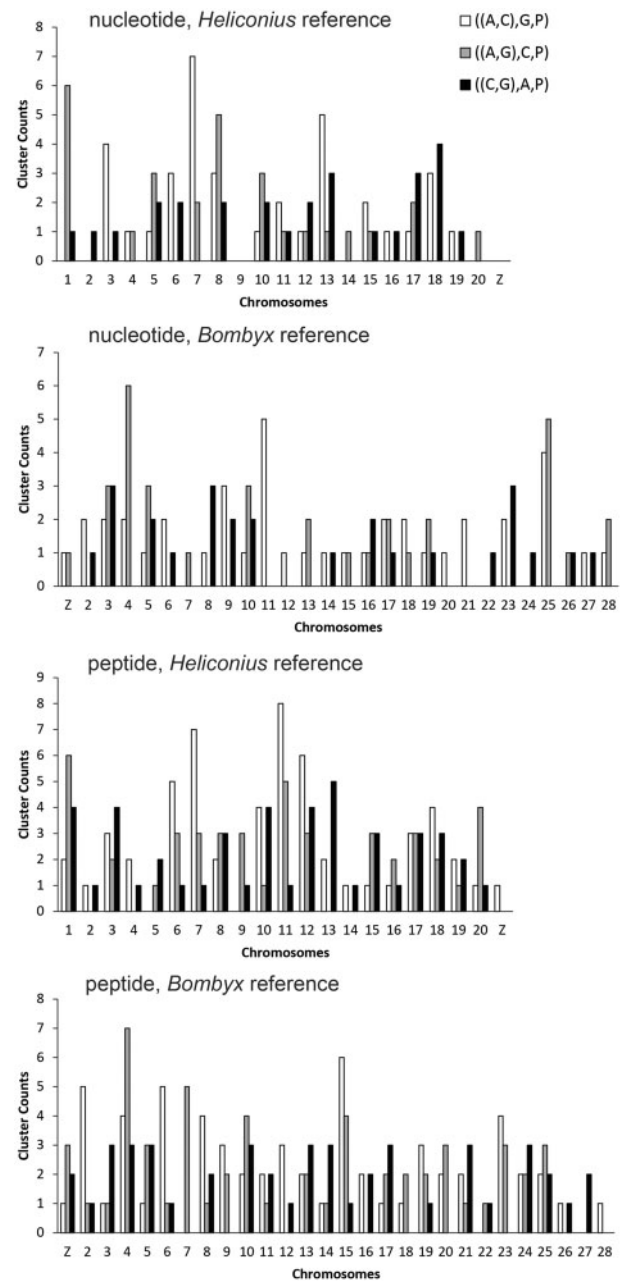 nucleotide, Heliconius reference
((A,C),G,P)
((A,G),C,P)
((C,G),A,P)
8
7
6
5
4
3
2
1
0
Cluster Counts
1 2 3 4 5 6 7 8 9 10 11 12 13 14 15 16 17 18 19 20 Z
Chromosomes
nucleotide, Bombyx reference
7
6
5
4
3
2
1
0
Cluster Counts
Z 2 3 4 5 6 7 8 9 10 11 12 13 14 15 16 17 18 19 20 21 22 23 24 25 26 27 28
Chromosomes
peptide, Heliconius reference
9
8
7
6
5
4
3
2
1
0
Cluster Counts
1 2 3 4 5 6 7 8 9 10 11 12 13 14 15 16 17 18 19 20 Z
Chromosomes
peptide, Bombyx reference
8
7
6
5
4
3
2
1
0
Cluster Counts
Z 2 3 4 5 6 7 8 9 10 11 12 13 14 15 16 17 18 19 20 21 22 23 24 25 26 27 28
Chromosomes